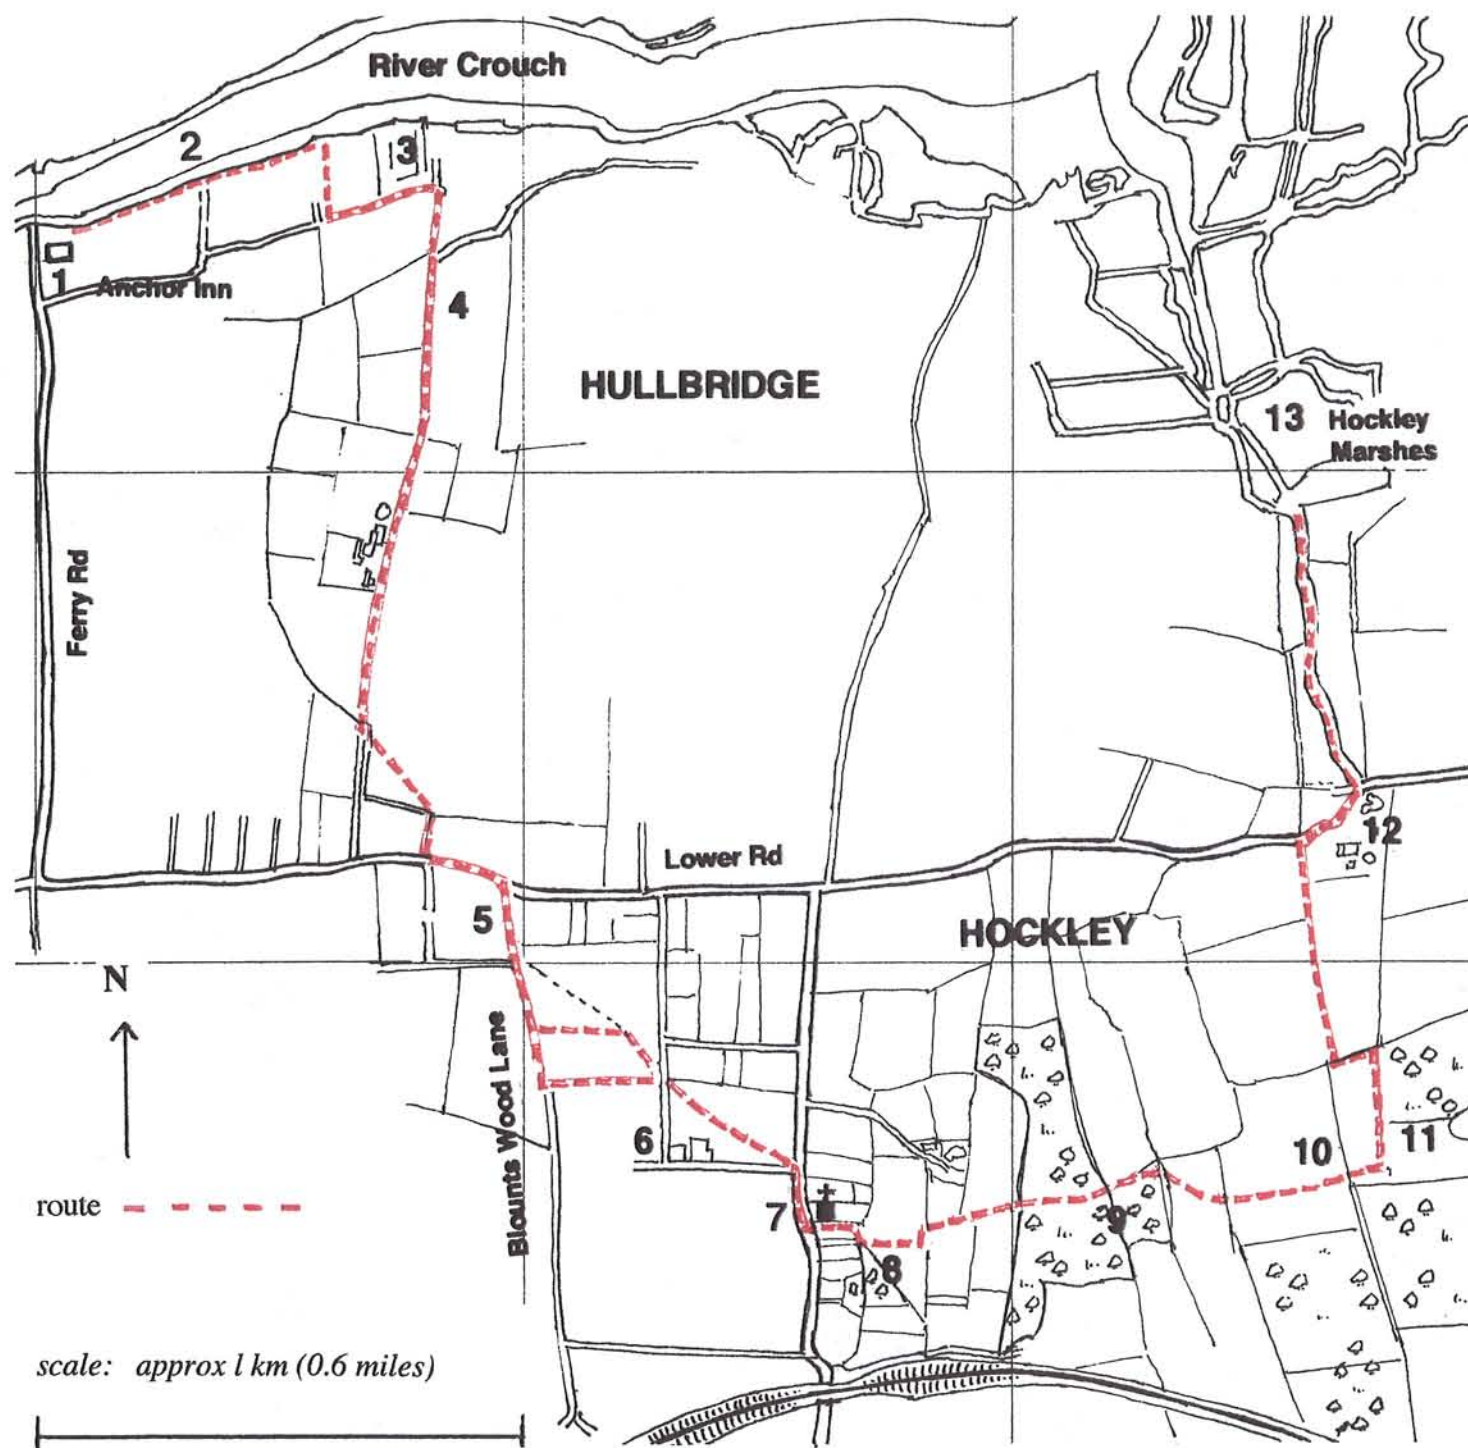 River Crouch
2
3
1
Anchor Inn
4
HULLBRIDGE
13
Hockley
Marshes
Ferry Rd
12
Lower Rd
5
HOCKLEY
N
Blounts Wood Lane
6
10
11
route
7
9
8
scale: approx l km (0.6 miles)